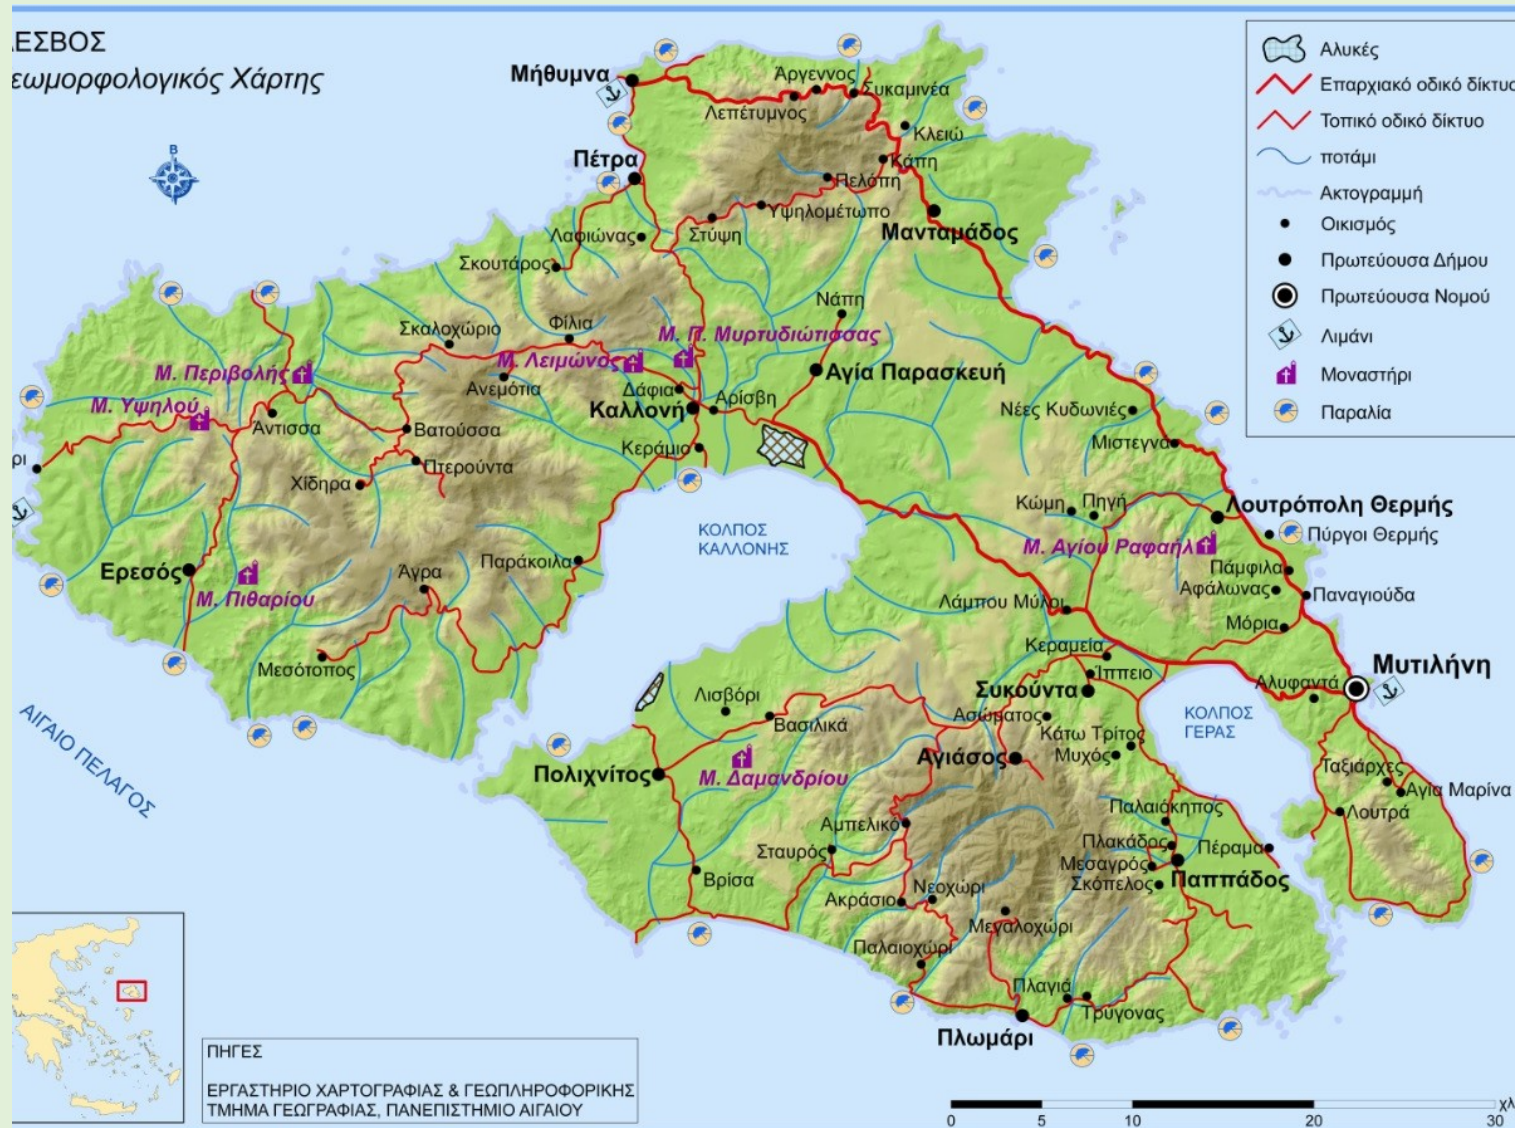 ΛΕΣΒΟΣ
εωμορφολογικός Χάρτης
Β
Αλυκές
Επαρχιακό οδικό δίκτυο
Τοπικό οδικό δίκτυο
ποτάμι
Ακτογραμμή
Οικισμός
Πρωτεύουσα Δήμου
Πρωτεύουσα Νομού
Λιμάνι
Μοναστήρι
Παραλία
Μήθυμνα
Άργεννος
Συκαμινέα
Λεπέτυμνος
Κλειώ
Πέτρα
Κάπη
Πελόπη
Υψηλομέτωπο
Στύψη
Μανταμάδος
Λαφιώνας
Σκουτάρος
Νάπη
Σκαλοχώριο
Φίλια
Μ. Π. Μυρτυδιώτισσας
Μ. Λειμώνος
Μ. Περιβολής
Αγία Παρασκευή
Ανεμότια
Δάφια
Αρίσβη
Μ. Υψηλού
Καλλονή
Νέες Κυδωνιές
Άντισσα
Βατούσσα
Κεράμια
Μιστεγνά
ρι
Πτερούντα
Χίδηρα
Κώμη
Πηγή
Λουτρόπολη Θερμής
ΚΟΛΠΟΣ
ΚΑΛΛΟΝΗΣ
Πύργοι Θερμής
Μ. Αγίου Ραφαήλ
Παράκοιλα
Ερεσός
Άγρα
Πάμφιλα
Αφάλωνας
Παναγιούδα
Μ. Πιθαρίου
Λάμπου Μύλοι
Μόρια
Μεσότοπος
Κεραμεία
Μυτιλήνη
Ίππειο
Συκούντα
Αλυφαντά
Λισβόρι
Βασιλικά
Ασώματος
ΚΟΛΠΟΣ
ΓΕΡΑΣ
Κάτω Τρίτος
Μυχός
ΑΙΓΑΙΟ ΠΕΛΑΓΟΣ
Πολιχνίτος
Μ. Δαμανδρίου
Αγιάσος
Ταξιάρχες
Αγία Μαρίνα
Παλαιόκηπος
Λουτρά
Αμπελικό
Πλακάδος
Πέραμα
Σταυρός
Μεσαγρός
Βρίσα
Σκόπελος
Παππάδος
Νεοχώρι
Ακράσιο
Μεγαλοχώρι
Παλαιοχώρι
Πλαγιά
Τρύγονας
Πλωμάρι
ΠΗΓΕΣ
ΕΡΓΑΣΤΗΡΙΟ ΧΑΡΤΟΓΡΑΦΙΑΣ & ΓΕΩΠΛΗΡΟΦΟΡΙΚΗΣ
ΤΜΗΜΑ ΓΕΩΓΡΑΦΙΑΣ, ΠΑΝΕΠΙΣΤΗΜΙΟ ΑΙΓΑΙΟΥ
χλ
0 5 10 20 30